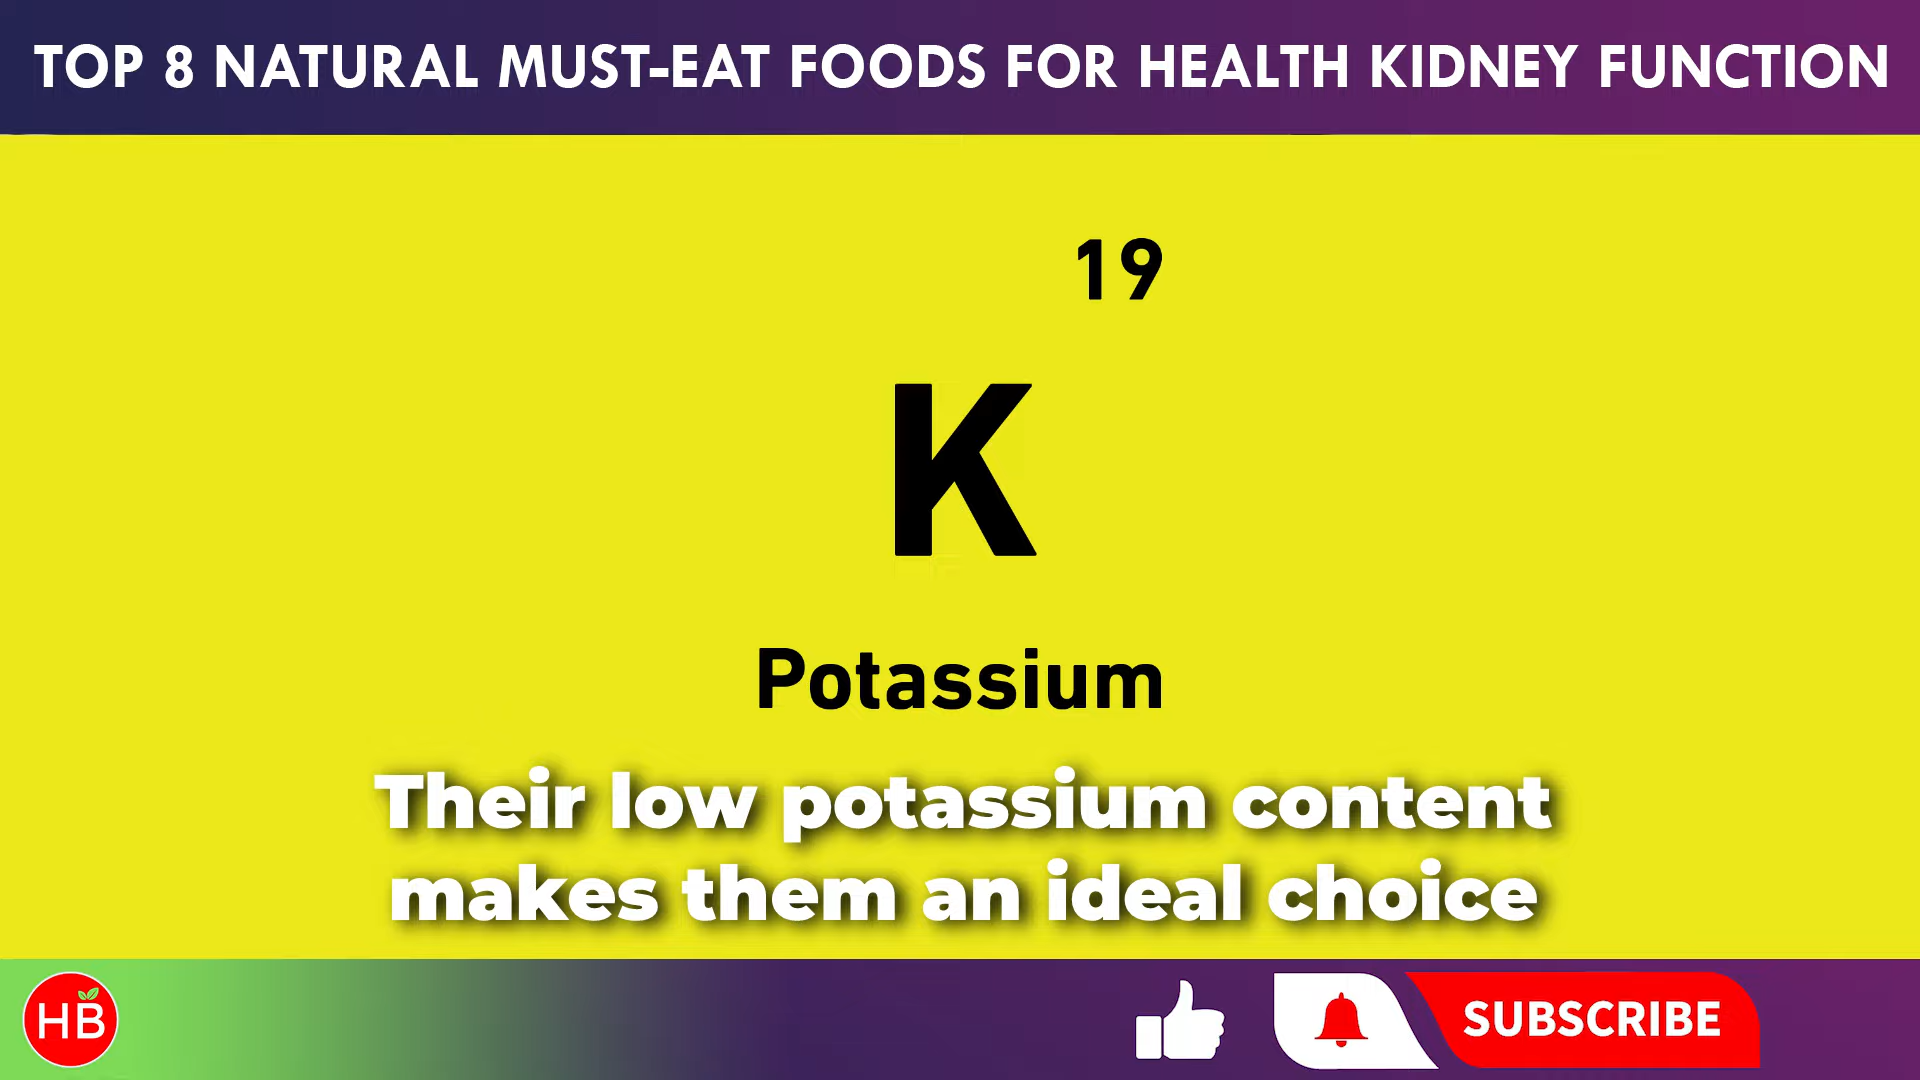 TOP 8 NATURAL MUST-EAT FOODS FOR HEALTH KIDNEY FUNCTION
19
K
Potassium
Their low potassium content
makes them an ideal choice
HB
SUBSCRIBE